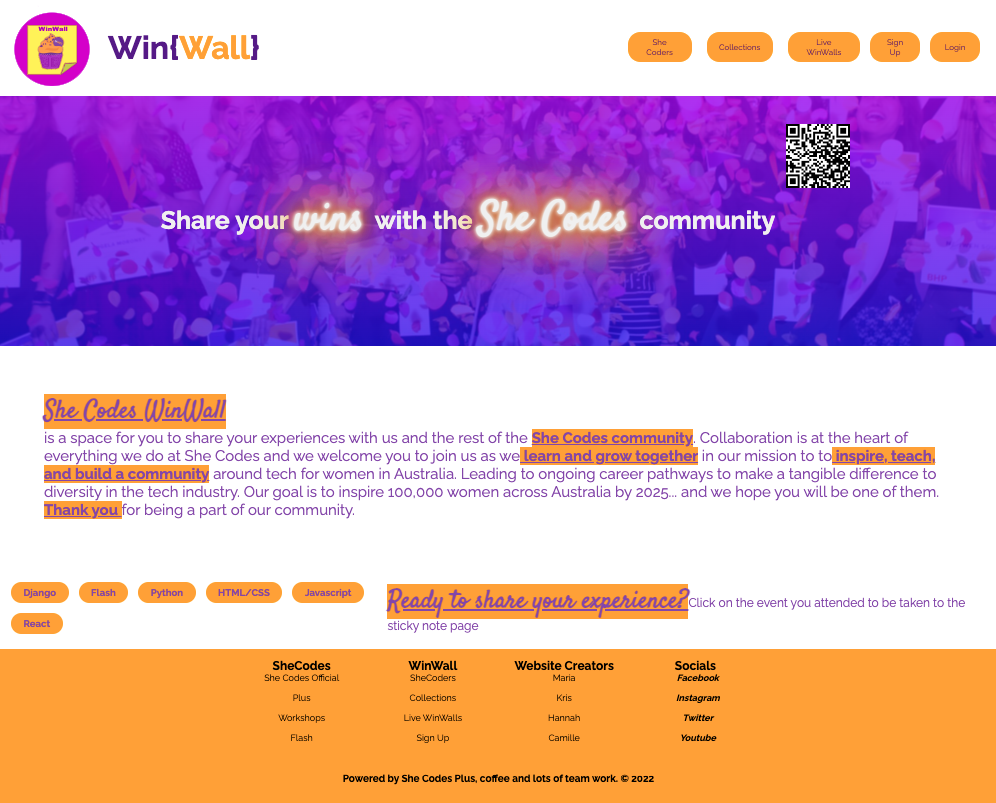 WinWall
Win{Wall}
She
Coders
Collections
Live
WinWalls
Sign
Up
Login
Share your wins with the She Codes community
She Codes WinWall
is a space for you to share your experiences with us and the rest of the She Codes community. Collaboration is at the heart of
everything we do at She Codes and we welcome you to join us as we learn and grow together in our mission to to inspire, teach,
and build a community around tech for women in Australia. Leading to ongoing career pathways to make a tangible difference to
diversity in the tech industry. Our goal is to inspire 100,000 women across Australia by 2025... and we hope you will be one of them.
Thank you for being a part of our community.
Django
Flash
Python
HTML/CSS
Javascript
React
Ready to share your experience?Click on the event you attended to be taken to the
sticky note page
SheCodes
She Codes Official
Plus
Workshops
Flash
WinWall
SheCoders
Collections
Live WinWalls
Sign Up
Website Creators
Maria
Kris
Hannah
Camille
Socials
Facebook
Instagram
Twitter
Youtube
Powered by She Codes Plus, coffee and lots of team work. © 2022